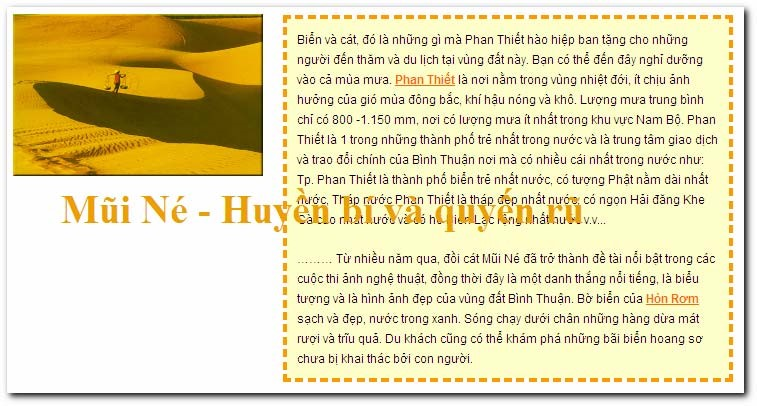 Biển và cát, đó là những gì mà Phan Thiết hào hiệp ban tặng cho những
người đến thăm và du lịch tại vùng đất này. Bạn có thể đến đây nghỉ dưỡng
vào cả mùa mưa. Phan Thiết là nơi nằm trong vùng nhiệt đới, ít chịu ảnh
hưởng của gió mùa đông bắc, khí hậu nóng và khô. Lượng mưa trung bình
chỉ có 800 -1.150 mm, nơi có lượng mưa ít nhất trong khu vực Nam Bộ. Phan
Thiết là 1 trong những thành phố trẻ nhất trong nước và là trung tâm giao dịch
và trao đổi chính của Bình Thuận nơi mà có nhiều cái nhất trong nước như:
Tp. Phan Thiết là thành phố biển trẻ nhất nước, có tượng Phật nằm dài nhất
nước, Tháp nước Phan Thiết là tháp đẹp nhất nước, có ngọn Hải đăng Khe
Gà cao nhất nước và có hồ Biển Lạc rộng nhất nước v.v...
Mũi Né - Huyền bí và quyến rũ
……… Từ nhiều năm qua, đồi cát Mũi Né đã trở thành đề tài nổi bật trong các
cuộc thi ảnh nghệ thuật, đồng thời đây là một danh thắng nổi tiếng, là biểu
tượng và là hình ảnh đẹp của vùng đất Bình Thuận. Bờ biển của Hòn Rơm
sạch và đẹp, nước trong xanh. Sóng chạy dưới chân những hàng dừa mát
rượi và trĩu quả. Du khách cũng có thể khám phá những bãi biển hoang sơ
chưa bị khai thác bởi con người.